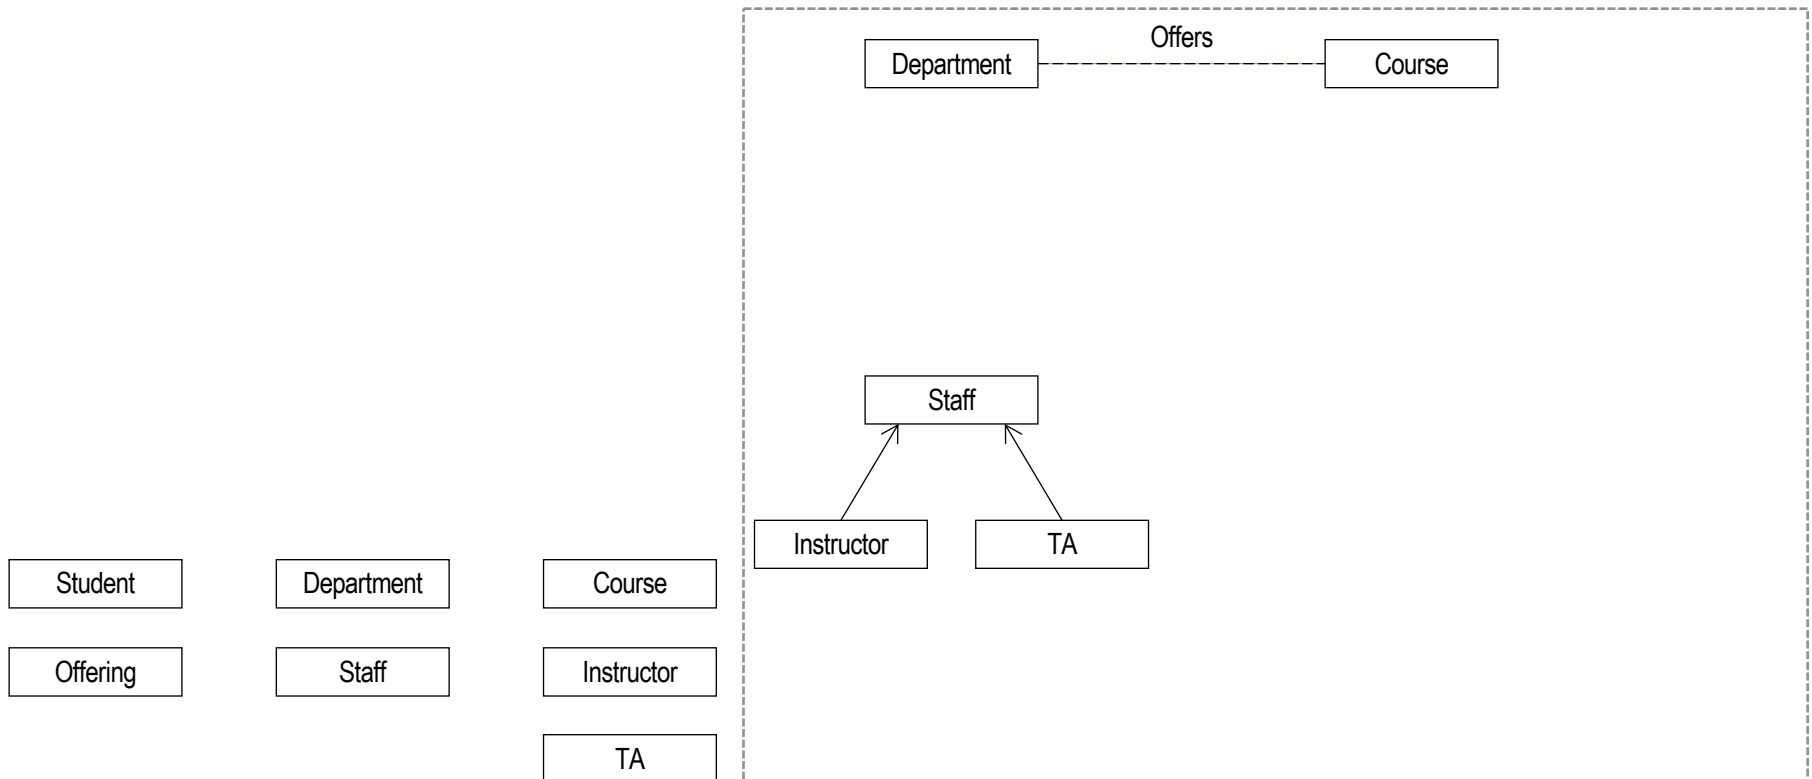 Offers
Department
Course
Staff
Instructor
TA
Student
Department
Course
Offering
Staff
Instructor
TA